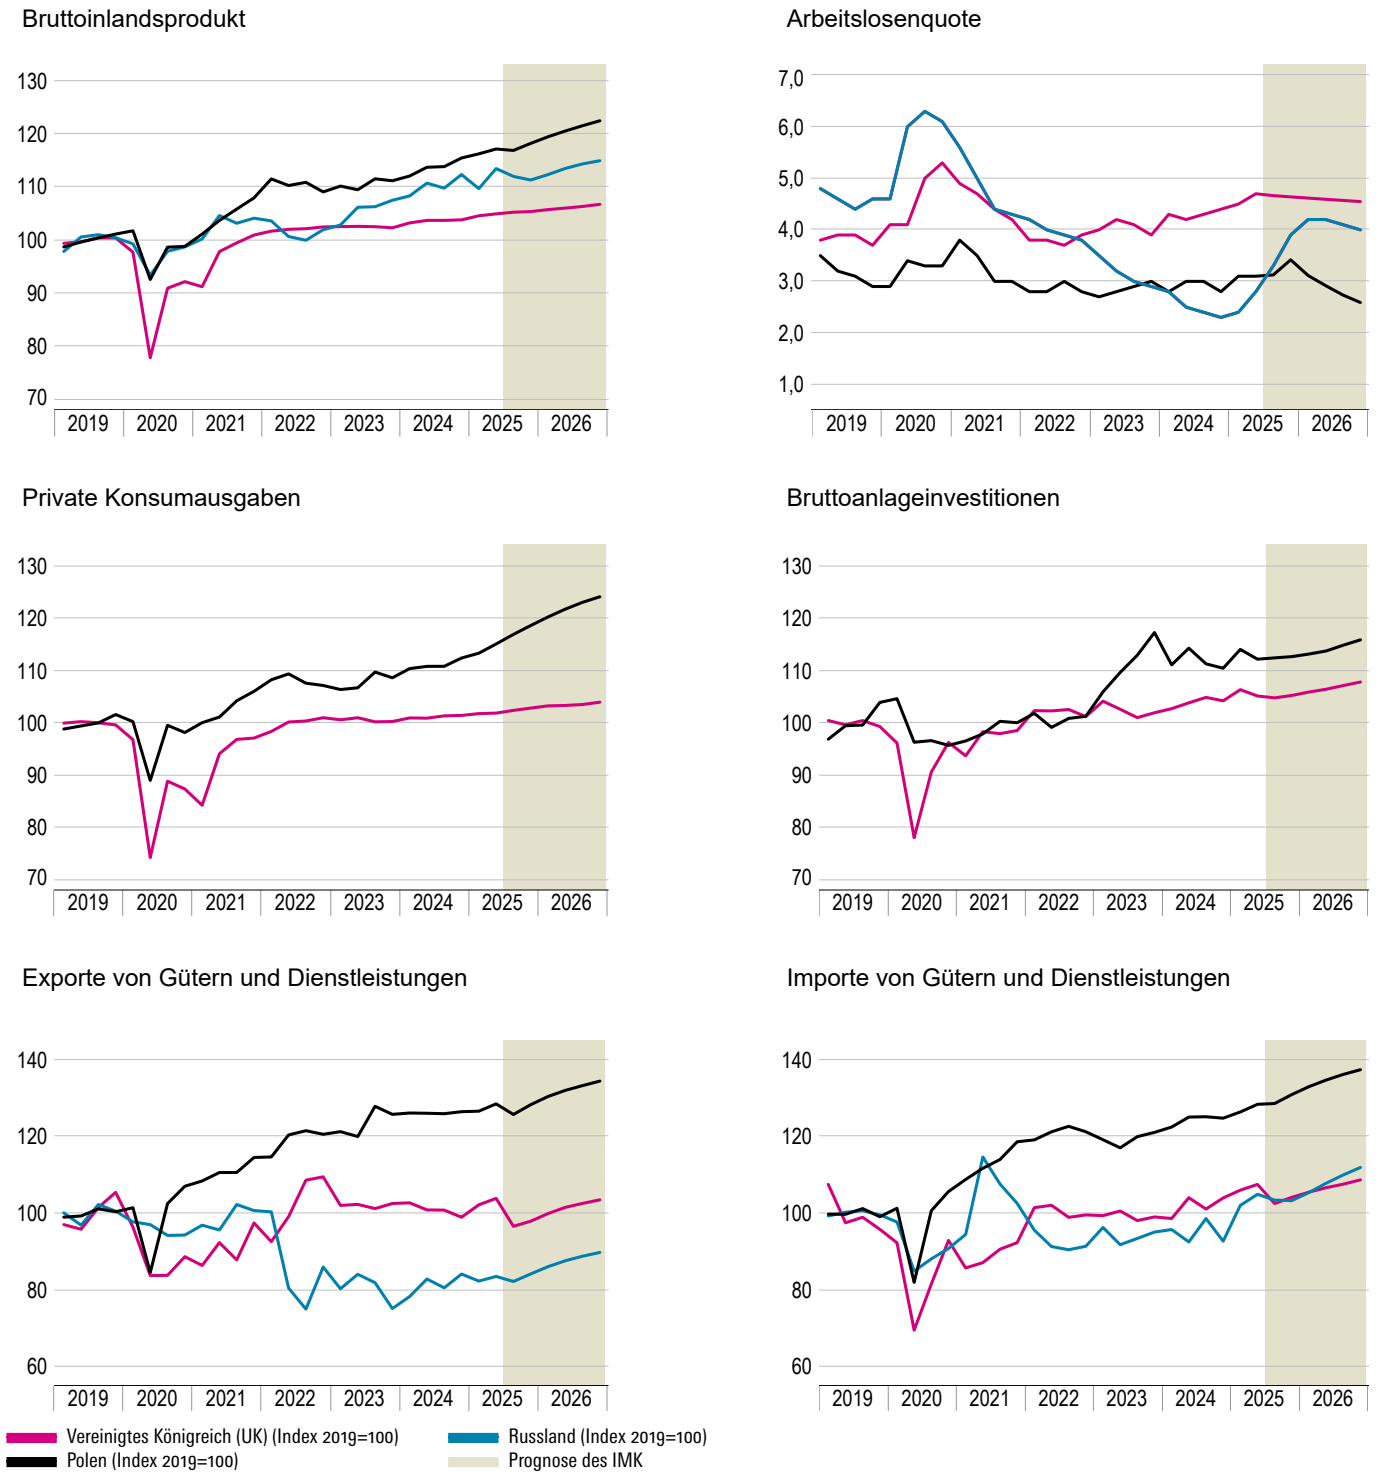 Bruttoinlandsprodukt
130
120
110
100
90
80
70
2019 2020 2021 2022 2023 2024 2025 2026
Arbeitslosenquote
7,0
6,0
5,0
4,0
3,0
2,0
1,0
2019 2020 2021 2022 2023 2024 2025 2026
Private Konsumausgaben
130
120
110
100
90
80
70
2019 2020 2021 2022 2023 2024 2025 2026
Bruttoanlageinvestitionen
130
120
110
100
90
80
70
2019 2020 2021 2022 2023 2024 2025 2026
Exporte von Gütern und Dienstleistungen
140
120
100
80
60
2019 2020 2021 2022 2023 2024 2025 2026
Importe von Gütern und Dienstleistungen
140
120
100
80
60
2019 2020 2021 2022 2023 2024 2025 2026
Vereinigtes Königreich (UK) (Index 2019=100)
Russland (Index 2019=100)
Polen (Index 2019=100)
Prognose des IMK